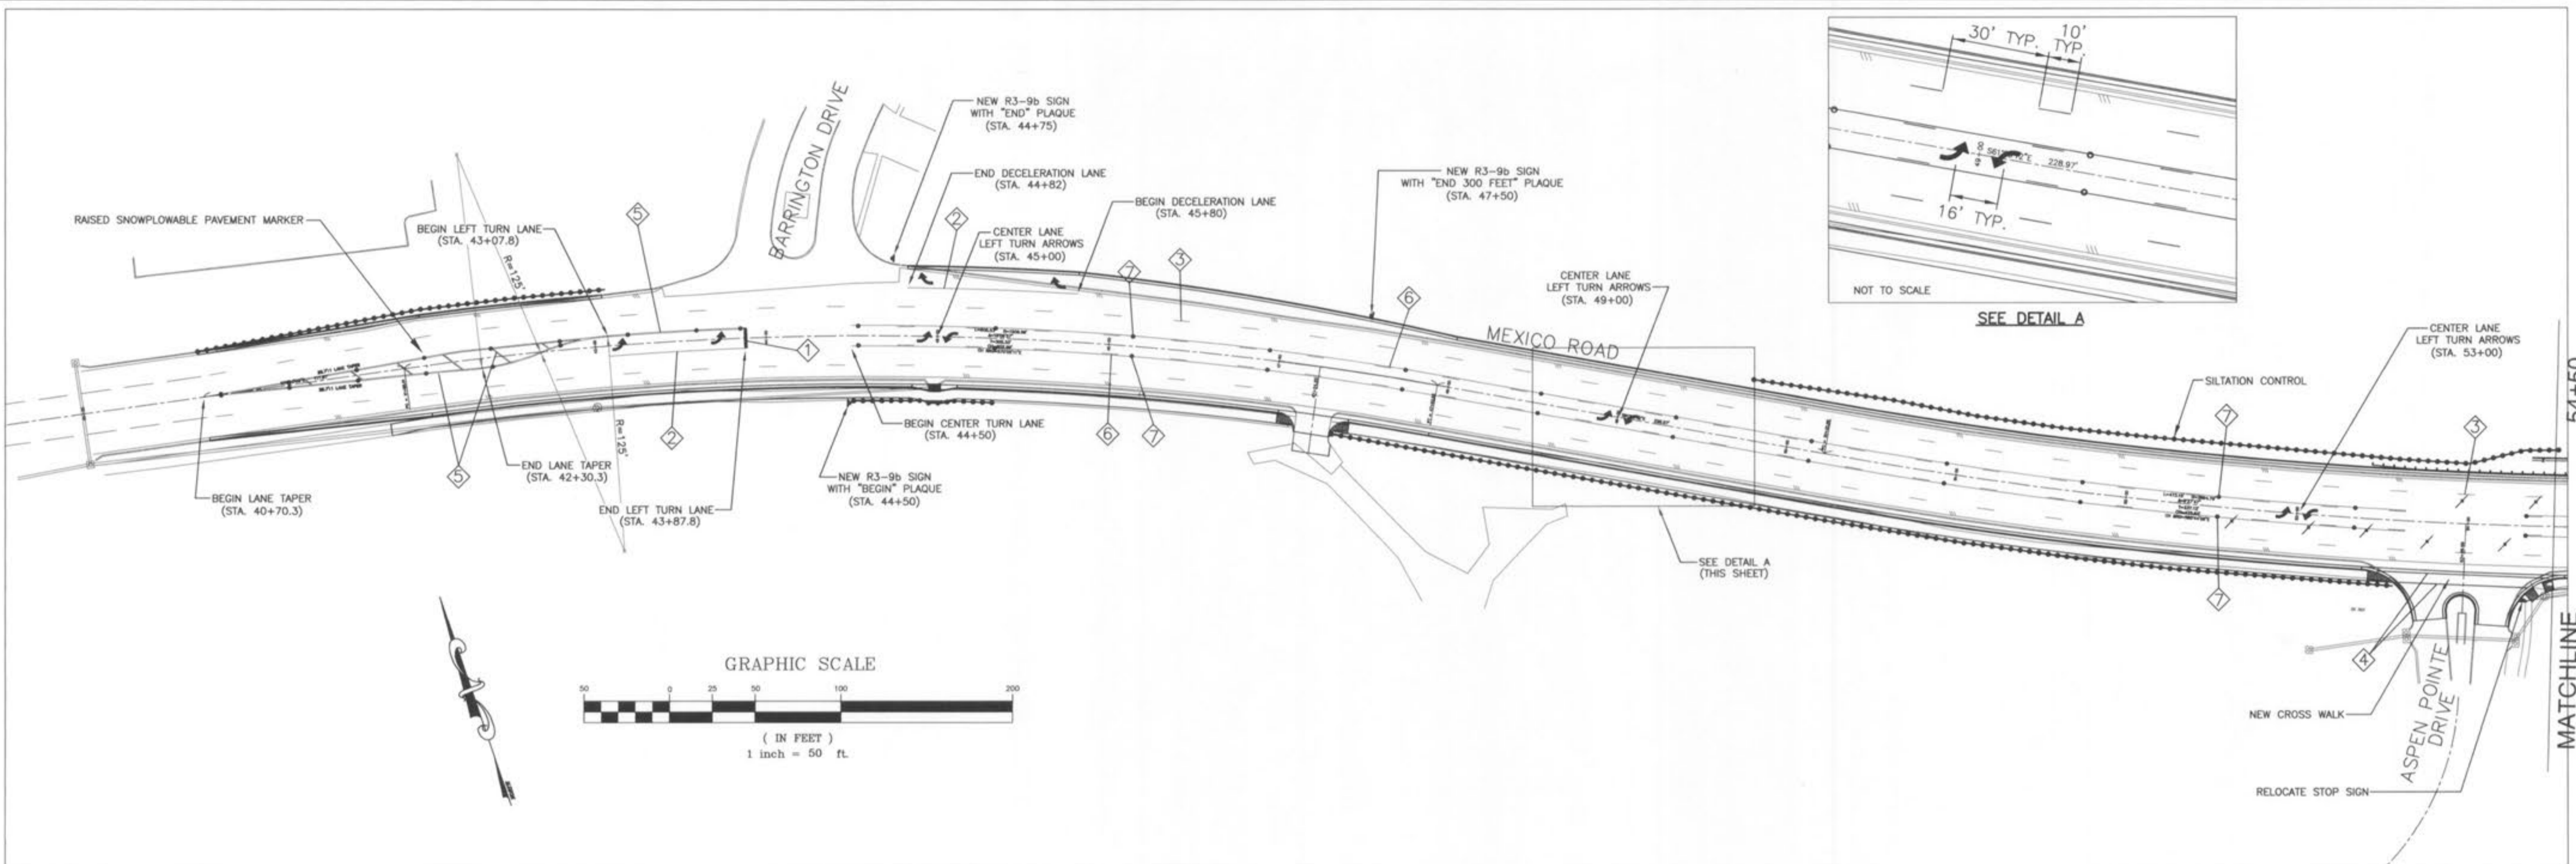 RAISED SNOWPLOWABLE PAVEMENT MARKER
BEGIN LEFT TURN LANE
(STA. 43+07.8)
5
R=125'
BARRINGTON DRIVE
NEW R3-9b SIGN
WITH "END" PLAQUE
(STA. 44+75)
END DECELERATION LANE
(STA. 44+82)
2
BEGIN DECELERATION LANE
(STA. 45+80)
CENTER LANE
LEFT TURN ARROWS
(STA. 45+00)
7
3
NEW R3-9b SIGN
WITH "END 300 FEET" PLAQUE
(STA. 47+50)
6
MEXICO ROAD
CENTER LANE
LEFT TURN ARROWS
(STA. 49+00)
30' TYP.
10'
TYP.
228.97'
16' TYP.
NOT TO SCALE
SEE DETAIL A
CENTER LANE
LEFT TURN ARROWS
(STA. 53+00)
SILTATION CONTROL
7
3
54+50
MATCHLINE
1
BEGIN LANE TAPER
(STA. 40+70.3)
5
END LANE TAPER
(STA. 42+30.3)
R=125'
2
END LEFT TURN LANE
(STA. 43+87.8)
BEGIN CENTER TURN LANE
(STA. 44+50)
NEW R3-9b SIGN
WITH "BEGIN" PLAQUE
(STA. 44+50)
6
7
SEE DETAIL A
(THIS SHEET)
7
4
NEW CROSS WALK
ASPEN POINTE
DRIVE
RELOCATE STOP SIGN
GRAPHIC SCALE
50 0 25 50 100 200
( IN FEET )
1 inch = 50 ft.